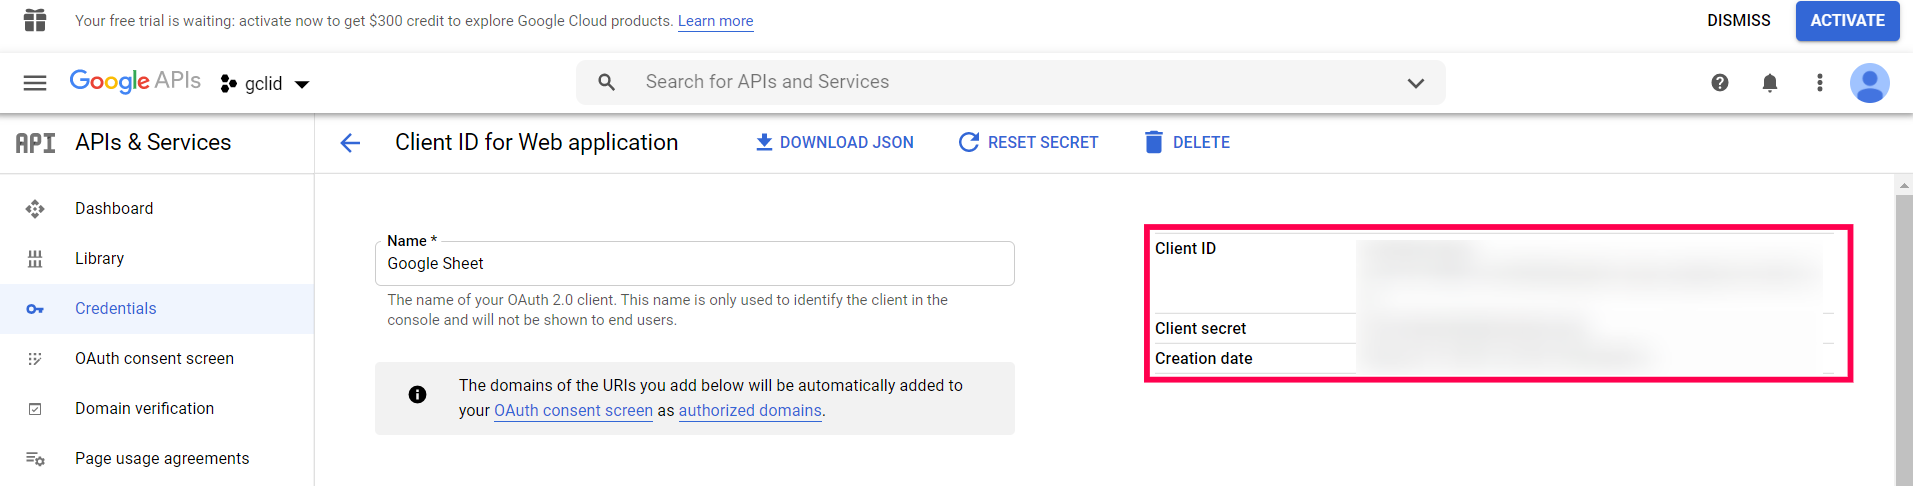 Your free trial is waiting: activate now to get $300 credit to explore Google Cloud products. Learn more
DISMISS
ACTIVATE
Google APIs
gclid
Search for APIs and Services
API
APIs & Services
Client ID for Web application
DOWNLOAD JSON
RESET SECRET
DELETE
Dashboard
Library
Credentials
OAuth consent screen
Domain verification
Page usage agreements
Name *
Google Sheet
The name of your OAuth 2.0 client. This name is only used to identify the client in the
console and will not be shown to end users.
The domains of the URIs you add below will be automatically added to
your OAuth consent screen as authorized domains.
Client ID
Client secret
Creation date